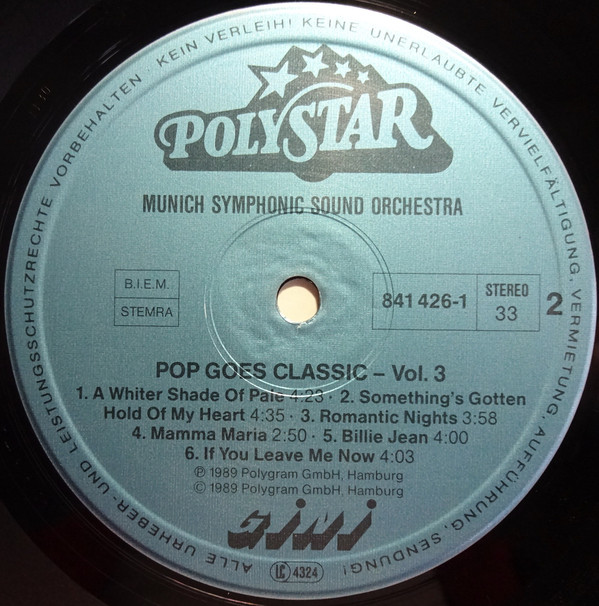 ALLE URHEBER- UND LEISTUNGSSCHUTZRECHTE VORBEHALTEN KEIN VERLEIH! KEINE UNERLAUBTE VERVIELFÄLTIGUNG, VERMIETUNG, AUFFÜHRUNG, SENDUNG!
POLYSTAR
MUNICH SYMPHONIC SOUND ORCHESTRA
B.I.E.M.
STEMRA
841 426-1
STEREO
33
2
POP GOES CLASSIC – Vol. 3
1. A Whiter Shade Of Pale 4:23 · 2. Something's Gotten
Hold Of My Heart 4:35 · 3. Romantic Nights 3:58
4. Mamma Maria 2:50 · 5. Billie Jean 4:00
6. If You Leave Me Now 4:03
℗ 1989 Polygram GmbH, Hamburg
© 1989 Polygram GmbH, Hamburg
LC 4324